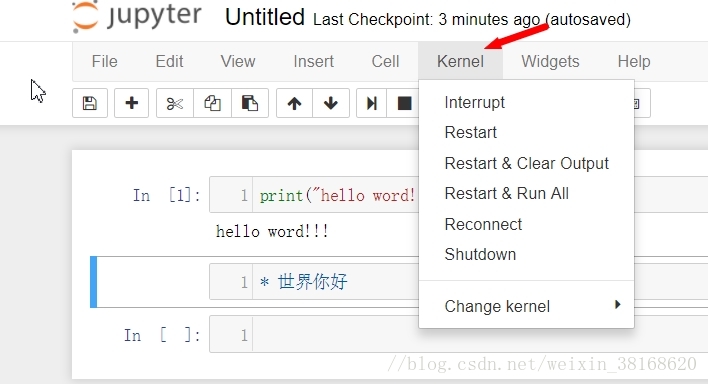 jupyter Untitled Last Checkpoint: 3 minutes ago (autosaved)
File Edit View Insert Cell Kernel Widgets Help
Interrupt
Restart
Restart & Clear Output
Restart & Run All
Reconnect
Shutdown
Change kernel
In [1]: 1 print("hello word!
hello word!!!
1 * 世界你好
In [ ]: 1
//blog.csdn.net/weixin_38168620